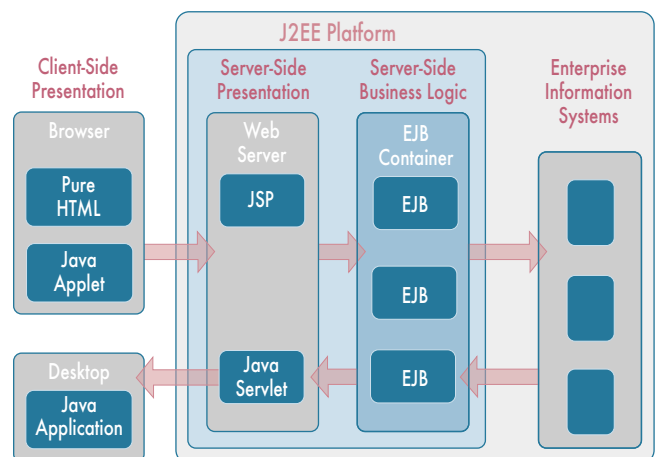 J2EE Platform
Client-Side
Presentation
Server-Side
Presentation
Server-Side
Business Logic
Enterprise
Information
Systems
Browser
Pure
HTML
Java
Applet
Web
Server
JSP
Java
Servlet
EJB
Container
EJB
EJB
EJB
Desktop
Java
Application